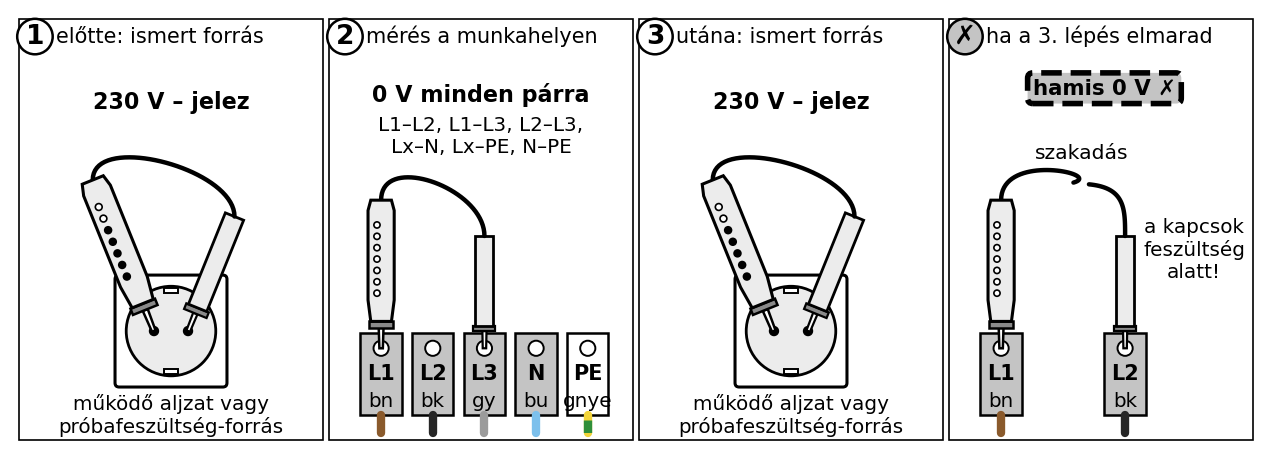 1 előtte: ismert forrás
230 V – jelez
működő aljzat vagy
próbafeszültség-forrás
2 mérés a munkahelyen
0 V minden párra
L1–L2, L1–L3, L2–L3,
Lx–N, Lx–PE, N–PE
L1 L2 L3 N PE
bn bk gy bu gnye
3 utána: ismert forrás
230 V – jelez
működő aljzat vagy
próbafeszültség-forrás
✗ ha a 3. lépés elmarad
hamis 0 V ✗
szakadás
a kapcsok
feszültség
alatt!
L1 L2
bn bk